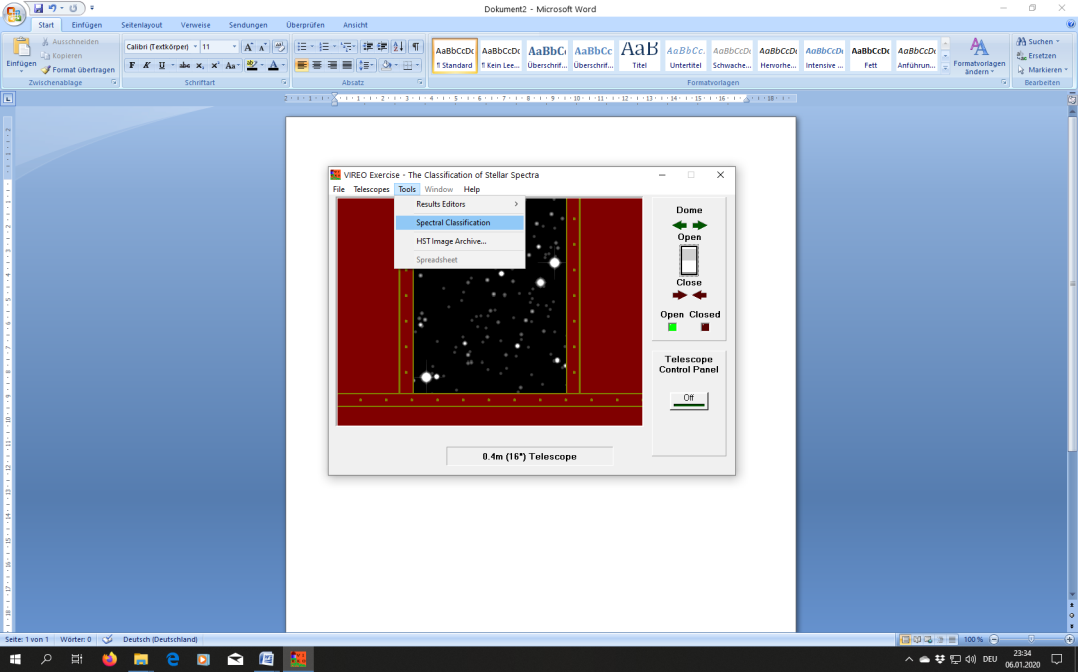 Dokument2 - Microsoft Word
Start Einfügen Seitenlayout Verweise Sendungen Überprüfen Ansicht
Einfügen
Ausschneiden
Kopieren
Format übertragen
Zwischenablage
Calibri (Textkörper) 11
F K U abc x, x² Aa
Schriftart
Absatz
AaBbCcDc AaBbCcDc AaBbCc AaBbCc AaB AaBbCc. AaBbCcDc AaBbCcDc AaBbCcDc AaBbCcDc AaBbCcDc
¶ Standard ¶ Kein Lee... Überschrif... Überschrif... Titel Untertitel Schwache... Hervorhe... Intensive ... Fett Anführun...
Formatvorlagen
Formatvorlagen
ändern
Suchen
Ersetzen
Markieren
Bearbeiten
VIREO Exercise - The Classification of Stellar Spectra
File Telescopes Tools Window Help
Results Editors
Spectral Classification
HST Image Archive...
Spreadsheet
Dome
Open
Close
Open Closed
Telescope
Control Panel
Off
0.4m (16") Telescope
Seite: 1 von 1 Wörter: 0 Deutsch (Deutschland)
100 %
DEU
23:34
06.01.2020